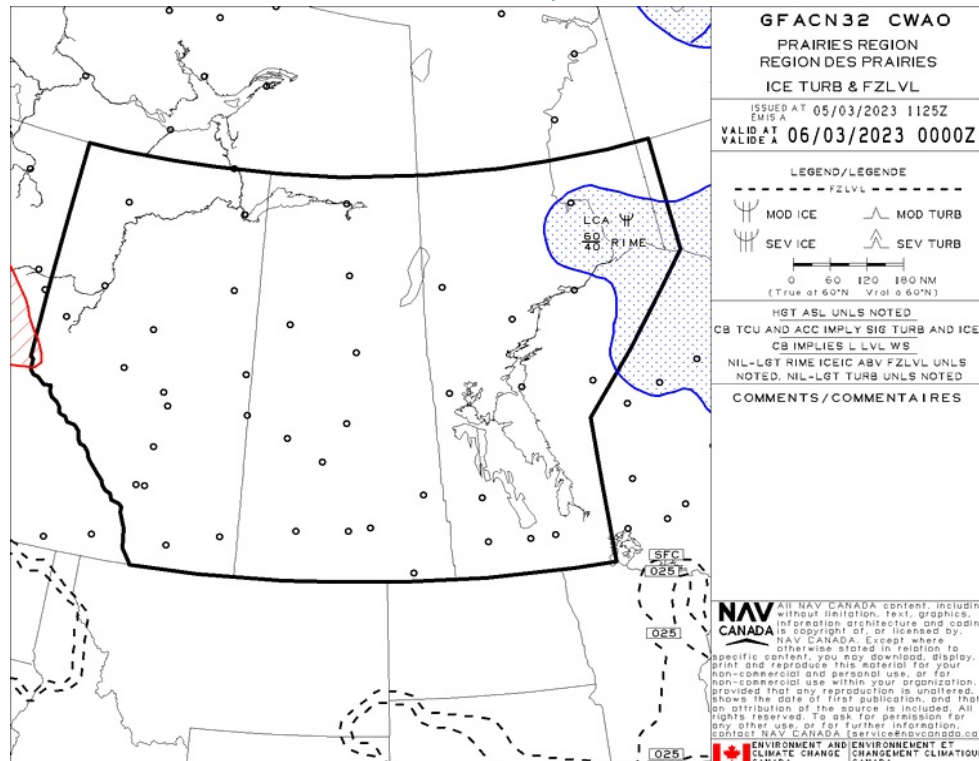 GFACN32 CWAO
PRAIRIES REGION
REGION DES PRAIRIES
ICE TURB & FZLVL
ISSUED AT 05/03/2023 1125Z
ÉMIS A
VALID AT 06/03/2023 0000Z
VALIDE A
LEGEND/LÉGENDE
FZLVL
MOD ICE MOD TURB
SEV ICE SEV TURB
0 60 120 180 NM
(True at 60°N Vrai à 60°N)
HGT ASL UNLS NOTED
CB TCU AND ACC IMPLY SIG TURB AND ICE
CB IMPLIES L LVL WS
NIL-LGT RIME ICEIC ABV FZLVL UNLS
NOTED. NIL-LGT TURB UNLS NOTED
COMMENTS/COMMENTAIRES
LCA
60
40 RIME
SFC
025
025
025
NAV CANADA
All NAV CANADA content, including
without limitation, text, graphics,
information architecture and coding
is copyright of, or licensed by,
NAV CANADA. Except where
otherwise stated in relation to
specific content, you may download, display,
print and reproduce this material for your
non-commercial and personal use, or for
non-commercial use within your organization,
provided that any reproduction is unaltered,
shows the date of first publication, and that
an attribution of the source is included. All
rights reserved. To ask for permission for
any other use, or for further information,
contact NAV CANADA [service@navcanada.ca
ENVIRONMENT AND ENVIRONNEMENT ET
CLIMATE CHANGE CHANGEMENT CLIMATIQUE